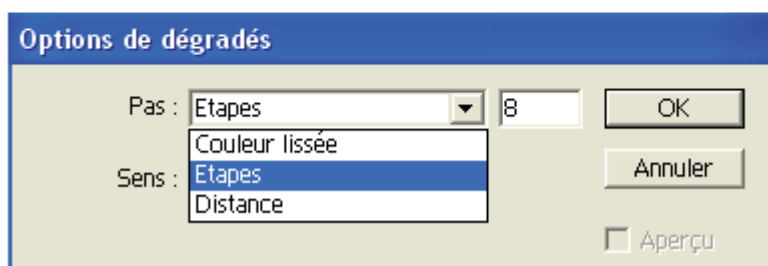 Options de dégradés
Pas : Etapes 8 OK
Couleur lissée
Sens : Etapes Annuler
Distance
Aperçu